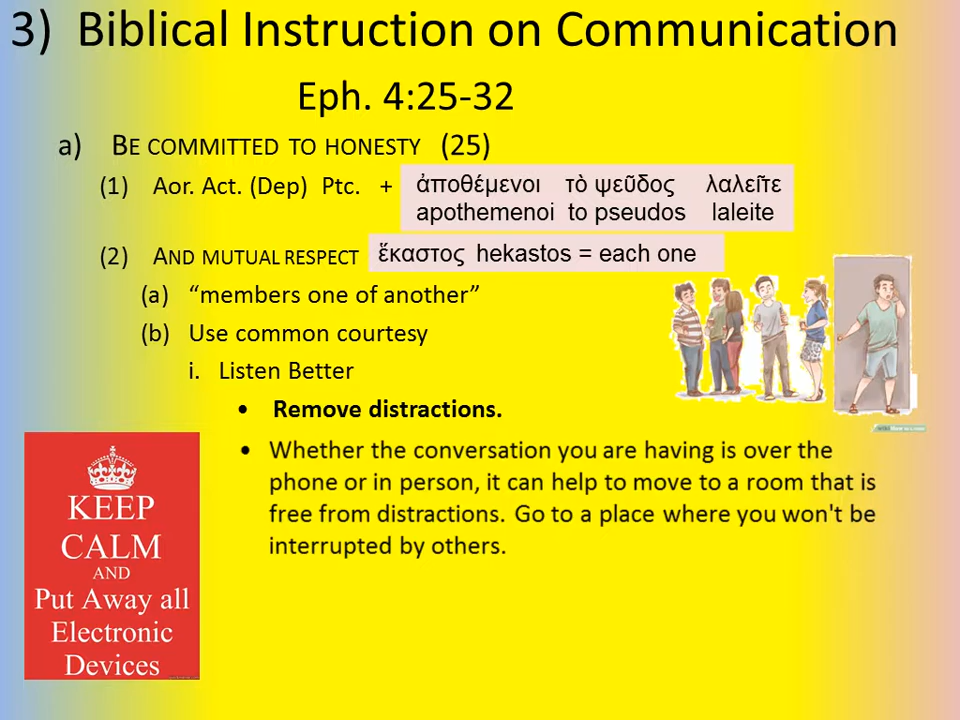 3) Biblical Instruction on Communication
Eph. 4:25-32
a) BE COMMITTED TO HONESTY (25)
(1) Aor. Act. (Dep) Ptc. + ἀποθέμενοι τὸ ψεῦδος λαλεῖτε
apothemenoi to pseudos laleite
(2) AND MUTUAL RESPECT ἕκαστος hekastos = each one
(a) “members one of another”
(b) Use common courtesy
i. Listen Better
• Remove distractions.
• Whether the conversation you are having is over the
phone or in person, it can help to move to a room that is
free from distractions. Go to a place where you won't be
interrupted by others.
KEEP
CALM
AND
Put Away all
Electronic
Devices